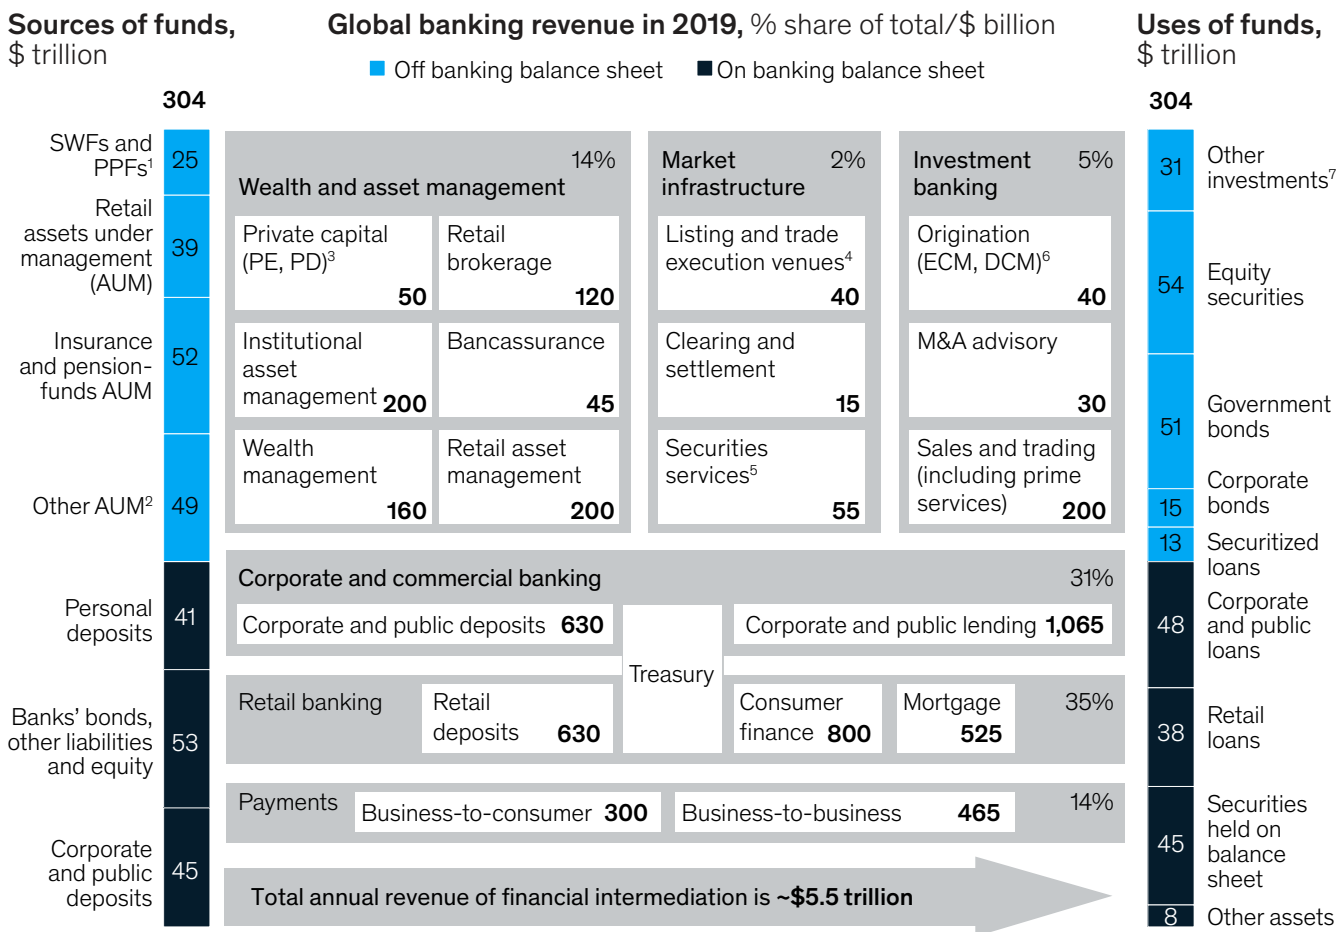 Sources of funds,
$ trillion
Global banking revenue in 2019, % share of total/$ billion
Off banking balance sheet
On banking balance sheet
Uses of funds,
$ trillion
304
SWFs and
PPFs¹
25
Retail
assets under
management
(AUM)
39
Insurance
and pension-
funds AUM
52
Other AUM²
49
Personal
deposits
41
Banks’ bonds,
other liabilities
and equity
53
Corporate
and public
deposits
45
14%
Wealth and asset management
Private capital
(PE, PD)³
50
Retail
brokerage
120
Institutional
asset
management 200
Bancassurance
45
Wealth
management
160
Retail asset
management
200
Market 2%
infrastructure
Listing and trade
execution venues⁴
40
Clearing and
settlement
15
Securities
services⁵
55
Investment 5%
banking
Origination
(ECM, DCM)⁶
40
M&A advisory
30
Sales and trading
(including prime
services) 200
Corporate and commercial banking 31%
Corporate and public deposits 630
Corporate and public lending 1,065
Treasury
Retail banking
Retail
deposits 630
Consumer
finance 800
Mortgage
525
35%
Payments
Business-to-consumer 300
Business-to-business 465
14%
Total annual revenue of financial intermediation is ~$5.5 trillion
304
31
Other
investments⁷
54
Equity
securities
51
Government
bonds
15
Corporate
bonds
13
Securitized
loans
48
Corporate
and public
loans
38
Retail
loans
45
Securities
held on
balance
sheet
8
Other assets